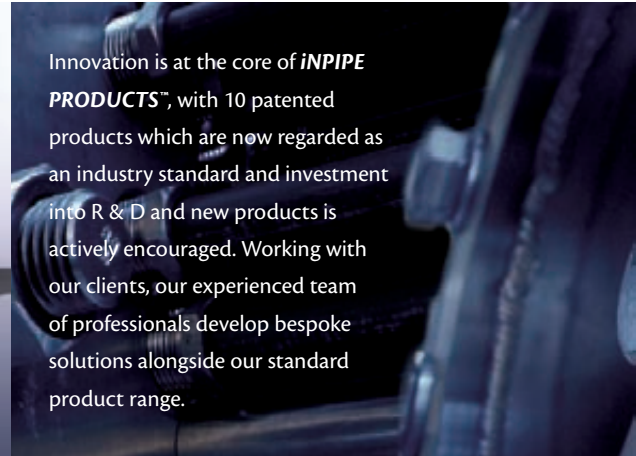 Innovation is at the core of iNPIPE
PRODUCTS™, with 10 patented
products which are now regarded as
an industry standard and investment
into R & D and new products is
actively encouraged. Working with
our clients, our experienced team
of professionals develop bespoke
solutions alongside our standard
product range.